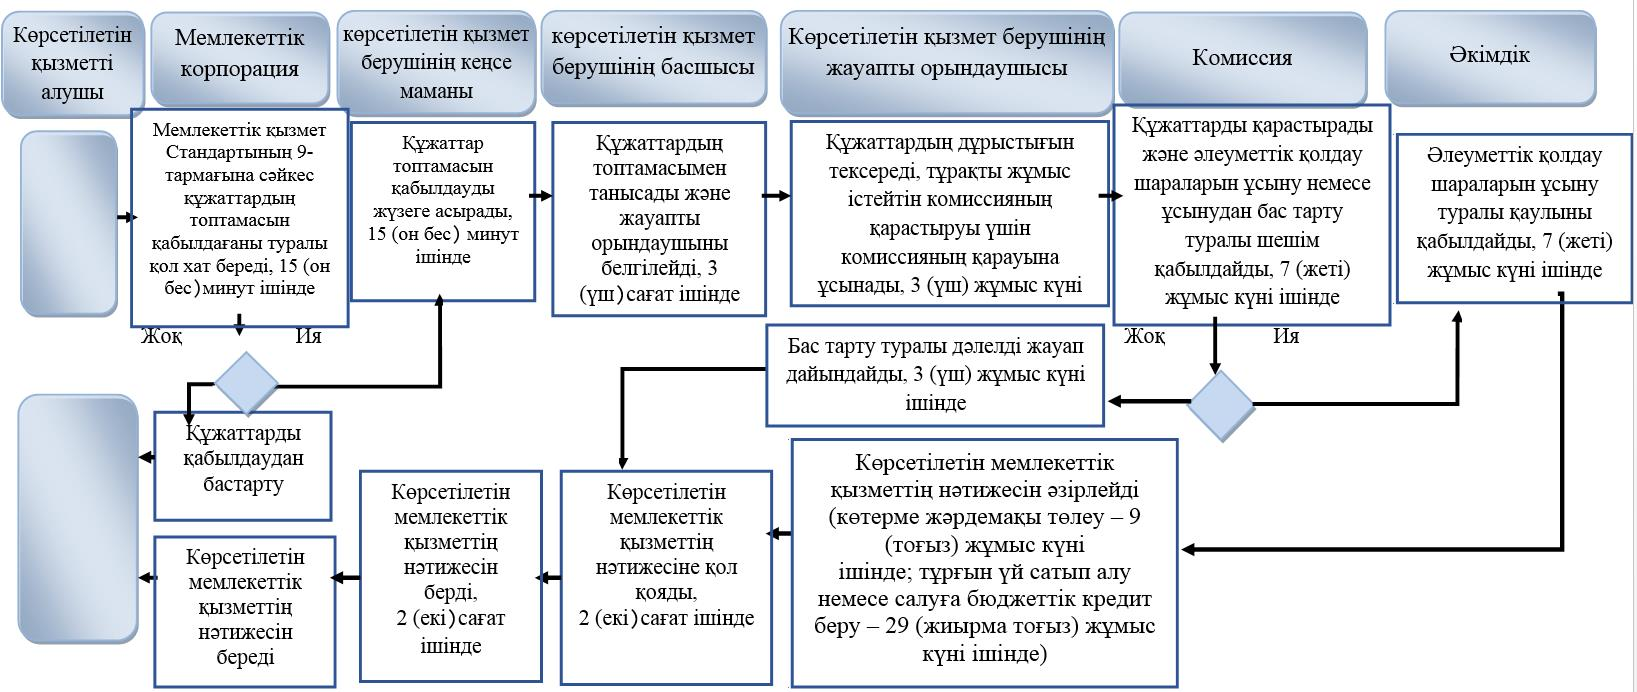 Көрсетілетін
қызметті
алушы
Мемлекеттік
корпорация
көрсетілетін қызмет
берушінің кеңсе
маманы
көрсетілетін қызмет
берушінің басшысы
Көрсетілетін қызмет берушінің
жауапты орындаушысы
Комиссия
Әкімдік
Мемлекеттік қызмет
Стандартының 9-
тармағына сәйкес
құжаттардың
топтамасын
қабылдағаны туралы
қол хат береді, 15 (он
бес)минут ішінде
Құжаттар
топтамасын
қабылдауды
жүзеге асырады,
15 (он бес) минут
ішінде
Құжаттардың
топтамасымен
танысады және
жауапты
орындаушыны
белгілейді, 3
(үш)сағат ішінде
Құжаттардың дұрыстығын
тексереді, тұрақты жұмыс
істейтін комиссияның
қарастыруы үшін
комиссияның қарауына
ұсынады, 3 (үш) жұмыс күні
Құжаттарды қарастырады
және әлеуметтік қолдау
шараларын ұсыну немесе
ұсынудан бас тарту
туралы шешім
қабылдайды, 7 (жеті)
жұмыс күні ішінде
Әлеуметтік қолдау
шараларын ұсыну
туралы қаулыны
қабылдайды, 7 (жеті)
жұмыс күні ішінде
Жоқ
Ия
Жоқ
Ия
Бас тарту туралы дәлелді жауап
дайындайды, 3 (үш) жұмыс күні
ішінде
Құжаттарды
қабылдаудан
бастарту
Көрсетілетін
мемлекеттік
қызметтің
нәтижесін
береді
Көрсетілетін
мемлекеттік
қызметтің
нәтижесін
берді,
2 (екі)сағат
ішінде
Көрсетілетін
мемлекеттік
қызметтің
нәтижесіне қол
қояды,
2 (екі)сағат ішінде
Көрсетілетін мемлекеттік
қызметтің нәтижесін әзірлейді
(көтерме жәрдемақы төлеу – 9
(тоғыз) жұмыс күні
ішінде; тұрғын үй сатып алу
немесе салуға бюджеттік кредит
беру – 29 (жиырма тоғыз) жұмыс
күні ішінде)